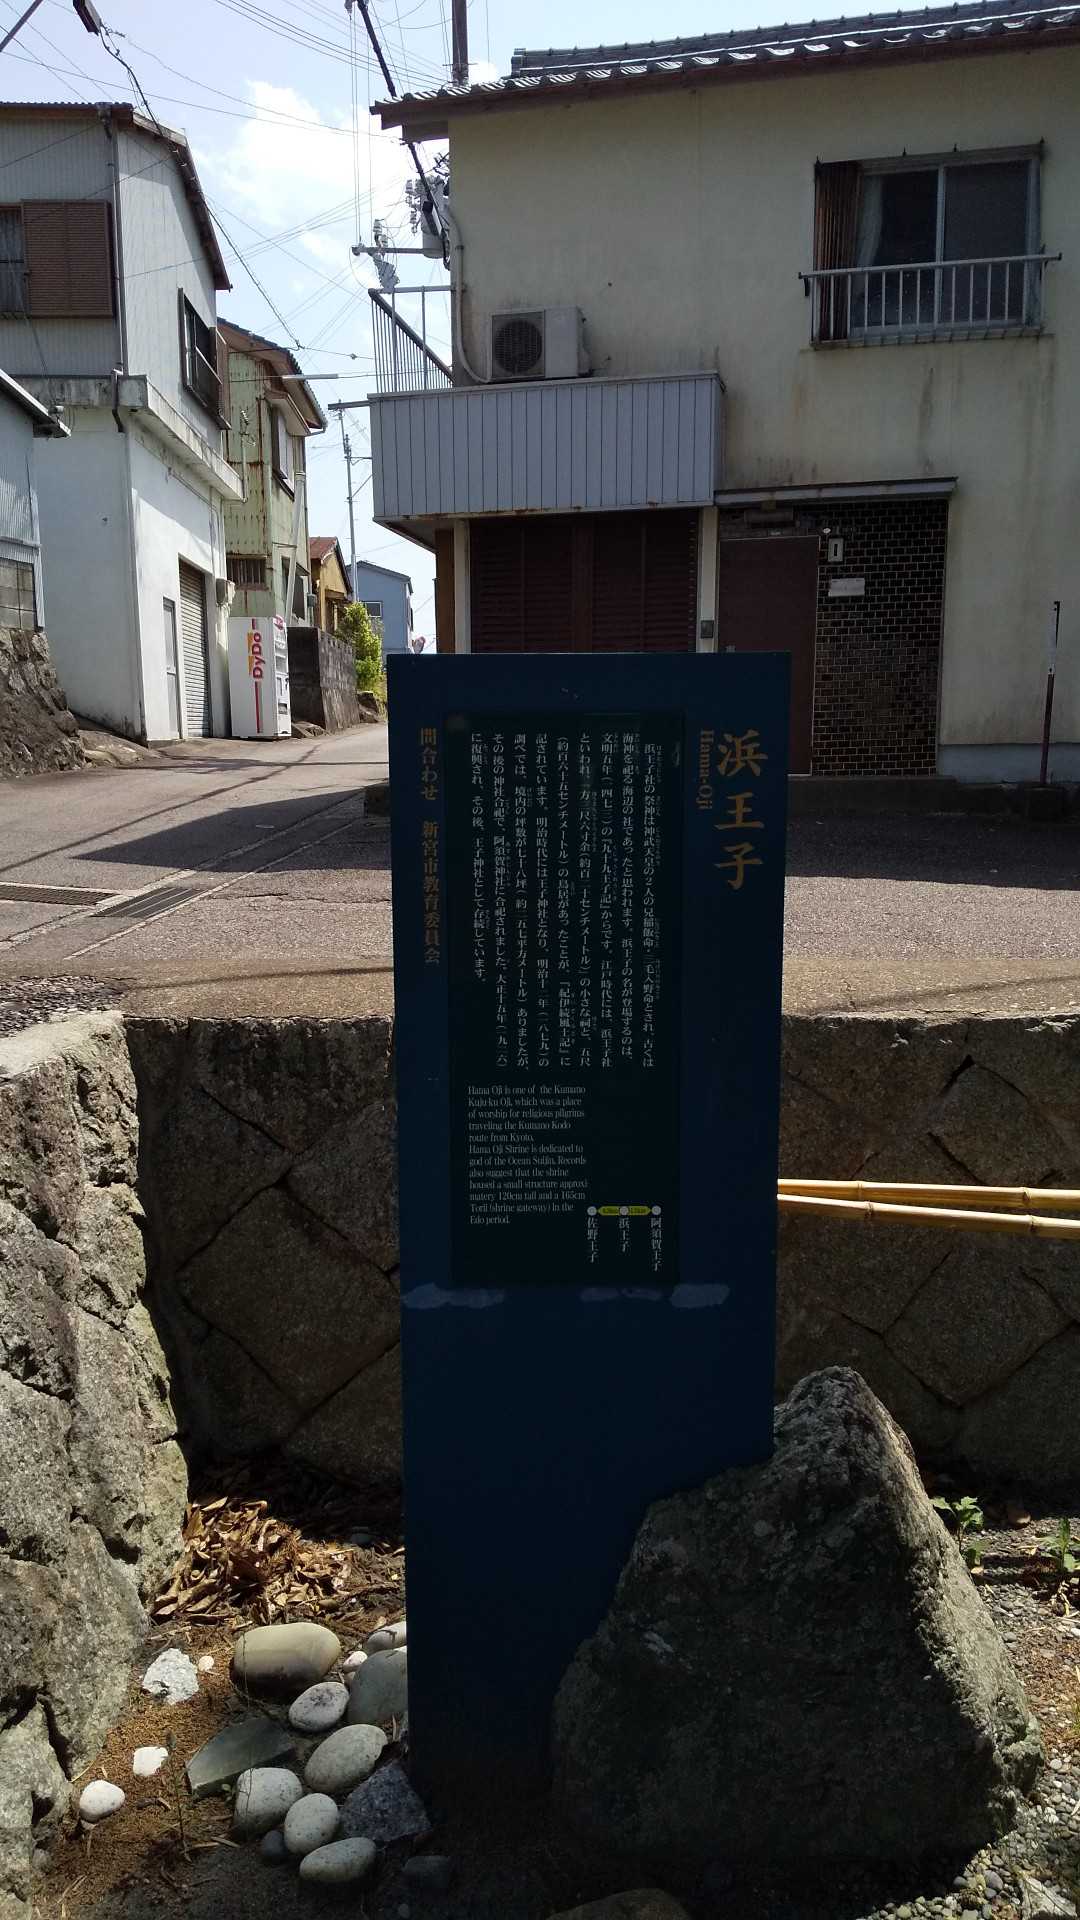 浜王子
Hama-Oji
浜王子社の祭神は神武天皇の2人の兄稲飯命・三毛入野命とされ、古くは
海神を祀る海辺の社であったと思われます。浜王子の名が登場するのは、
文明五年(一四七三)の『九十九王子記』からです。江戸時代には、浜王子社
といわれ、方三尺六寸余(約百二十センチメートル)の小さな祠と、五尺
(約百六十五センチメートル)の鳥居があったことが、『紀伊続風土記』に
記されています。明治時代には王子神社となり、明治十二年(一八七九)の
調べでは、境内の坪数が七十八坪(約二五七平方メートル)ありましたが、
その後の神社合祀で、阿須賀神社に合祀されました。大正十五年(一九二六)
に復興され、その後、王子神社として存続しています。
問合わせ 新宮市教育委員会
Hama Oji is one of the Kumano
Kuju-ku Oji, which was a place
of worship for religious pilgrims
traveling the Kumano Kodo
route from Kyoto.
Hama Oji Shrine is dedicated to
god of the Ocean Suijin. Records
also suggest that the shrine
housed a small structure approxi
matery 120cm tall and a 165cm
Torii (shrine gateway) in the
Edo period.
阿須賀王子
浜王子
佐野王子
DyDo